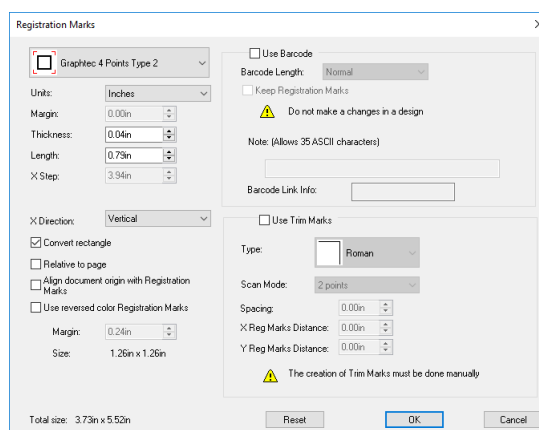 Registration Marks
Graphtec 4 Points Type 2
Units: Inches
Margin: 0.00in
Thickness: 0.04in
Length: 0.79in
X Step: 3.94in
X Direction: Vertical
Convert rectangle
Relative to page
Align document origin with Registration
Marks
Use reversed color Registration Marks
Margin: 0.24in
Size: 1.26in x 1.26in
Use Barcode
Barcode Length: Normal
Keep Registration Marks
Do not make a changes in a design
Note: (Allows 35 ASCII characters)
Barcode Link Info:
Use Trim Marks
Type: Roman
Scan Mode: 2 points
Spacing: 0.00in
X Reg Marks Distance: 0.00in
Y Reg Marks Distance: 0.00in
The creation of Trim Marks must be done manually
Total size: 3.73in x 5.52in
Reset
OK
Cancel